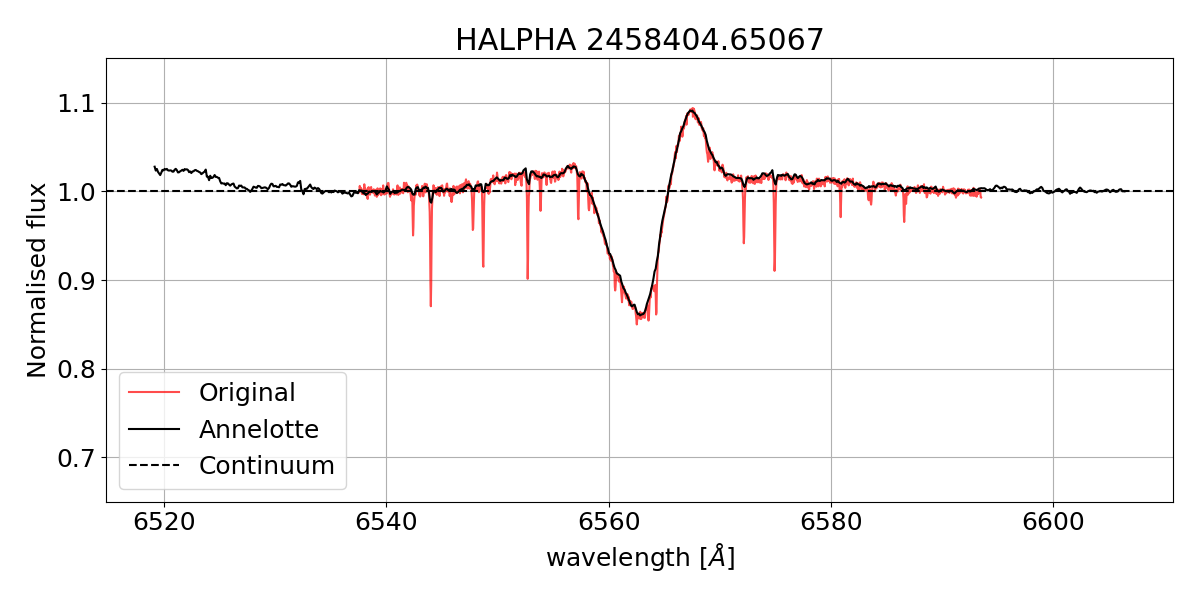 HALPHA 2458404.65067
Normalised flux
1.1
1.0
0.9
0.8
0.7
Original
Annelotte
Continuum
6520 6540 6560 6580 6600
wavelength [Å]